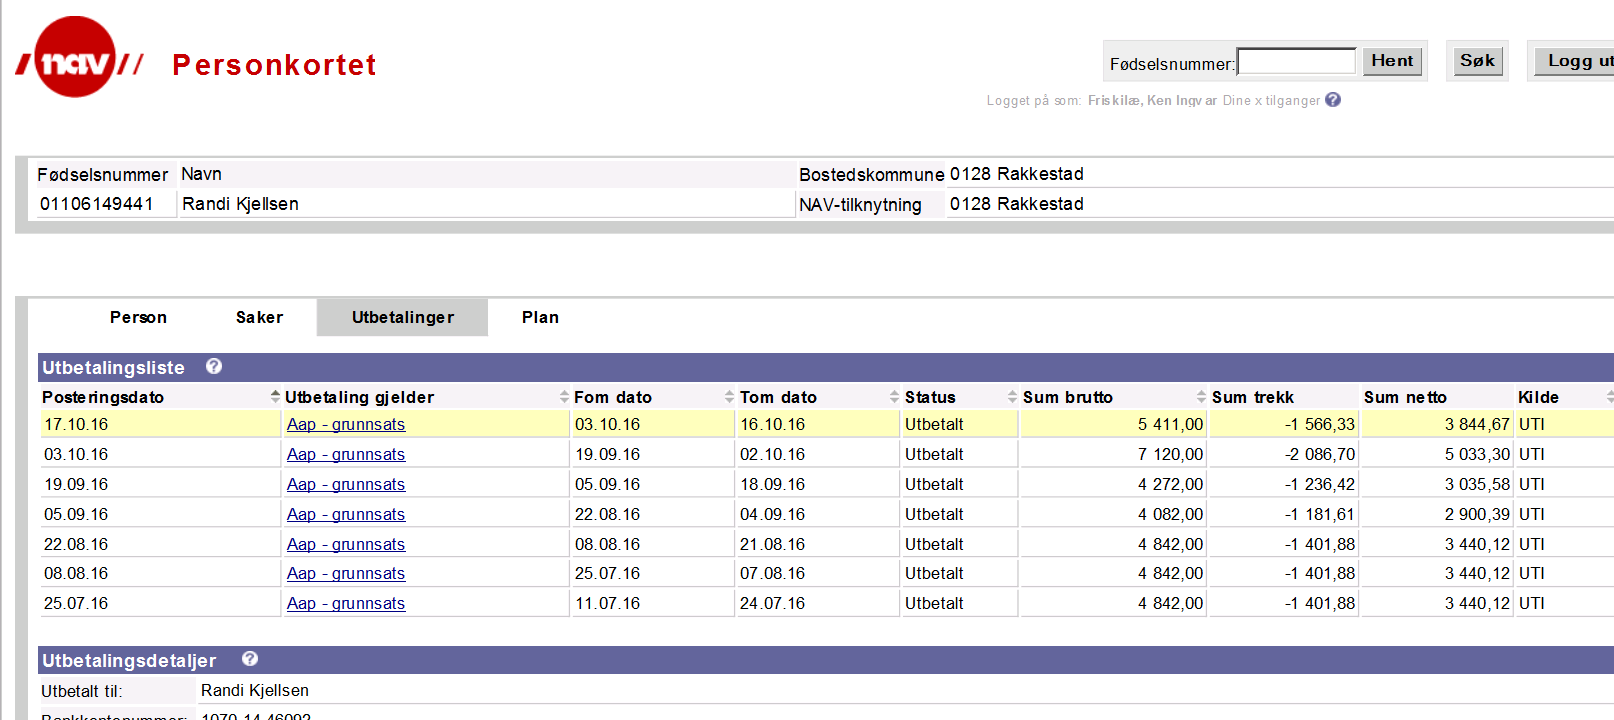 nav Personkortet
Fødselsnummer: Hent Søk Logg ut
Logget på som: Friskilæ, Ken Ingvar Dine x tilganger ?
Fødselsnummer Navn Bostedskommune 0128 Rakkestad
01106149441 Randi Kjellsen NAV-tilknytning 0128 Rakkestad
Person Saker Utbetalinger Plan
Utbetalingsliste ?
Posteringsdato Utbetaling gjelder Fom dato Tom dato Status Sum brutto Sum trekk Sum netto Kilde
17.10.16 Aap - grunnsats 03.10.16 16.10.16 Utbetalt 5 411,00 -1 566,33 3 844,67 UTI
03.10.16 Aap - grunnsats 19.09.16 02.10.16 Utbetalt 7 120,00 -2 086,70 5 033,30 UTI
19.09.16 Aap - grunnsats 05.09.16 18.09.16 Utbetalt 4 272,00 -1 236,42 3 035,58 UTI
05.09.16 Aap - grunnsats 22.08.16 04.09.16 Utbetalt 4 082,00 -1 181,61 2 900,39 UTI
22.08.16 Aap - grunnsats 08.08.16 21.08.16 Utbetalt 4 842,00 -1 401,88 3 440,12 UTI
08.08.16 Aap - grunnsats 25.07.16 07.08.16 Utbetalt 4 842,00 -1 401,88 3 440,12 UTI
25.07.16 Aap - grunnsats 11.07.16 24.07.16 Utbetalt 4 842,00 -1 401,88 3 440,12 UTI
Utbetalingsdetaljer ?
Utbetalt til: Randi Kjellsen
Bankkontonummer: 1070 14 46092